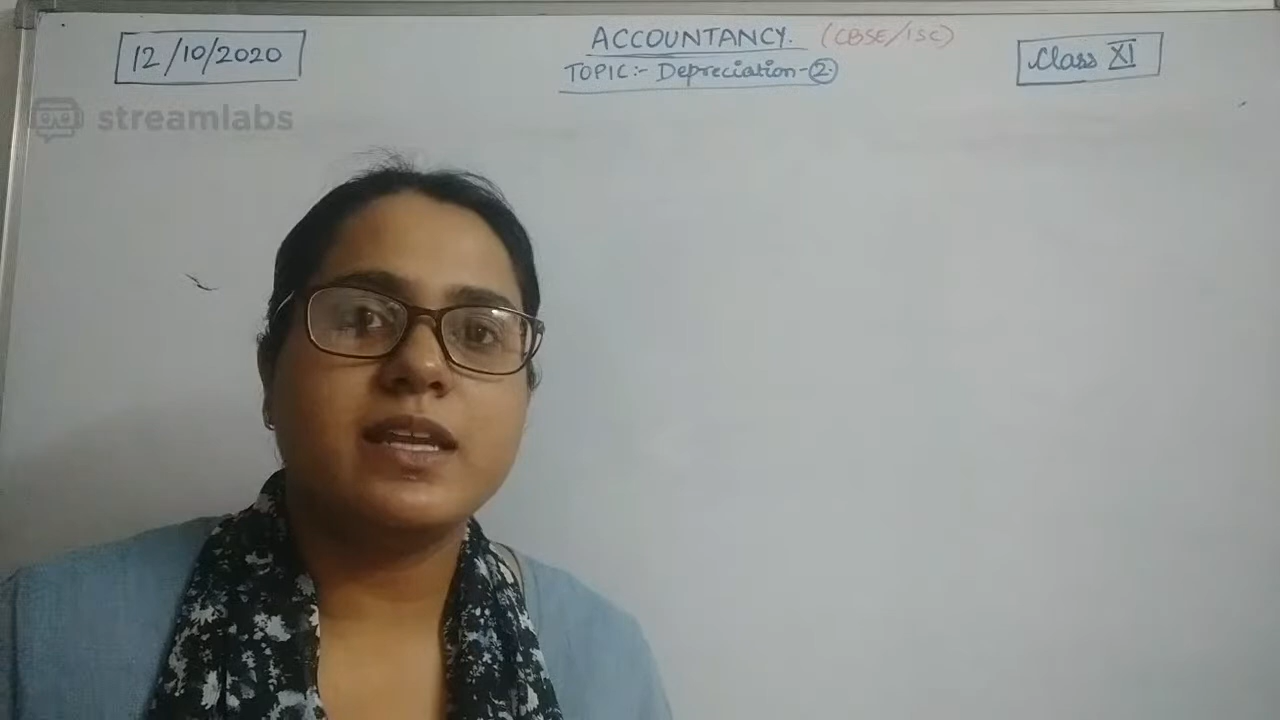 12/10/2020
ACCOUNTANCY. (CBSE/ISC)
TOPIC:- Depreciation-②
Class XI
streamlabs